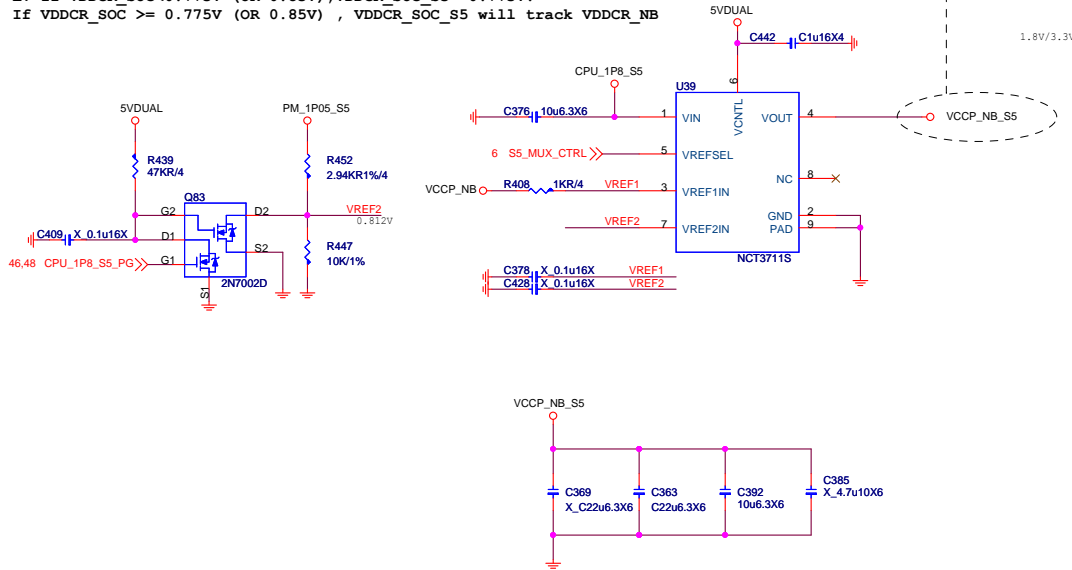 If VDDCR_SOC >= 0.775V (OR 0.85V) , VDDCR_SOC_S5 will track VDDCR_NB
5VDUAL
C442
C1u16X4
1.8V/3.3V
CPU_1P8_S5
6
U39
C376
10u6.3X6
1
VIN
VCNTL
VOUT
4
VCCP_NB_S5
5VDUAL
PM_1P05_S5
6 S5_MUX_CTRL
5
VREFSEL
R439
47KR/4
R452
2.94KR1%/4
NC
8
VCCP_NB
R408
1KR/4
VREF1
3
VREF1IN
Q83
G2
D2
VREF2
0.812V
GND
2
VREF2
7
VREF2IN
PAD
9
C409
X_0.1u16X
D1
S2
R447
10K/1%
NCT3711S
46,48 CPU_1P8_S5_PG
G1
2N7002D
S1
C378
X_0.1u16X
VREF1
C428
X_0.1u16X
VREF2
VCCP_NB_S5
C369
X_C22u6.3X6
C363
C22u6.3X6
C392
10u6.3X6
C385
X_4.7u10X6